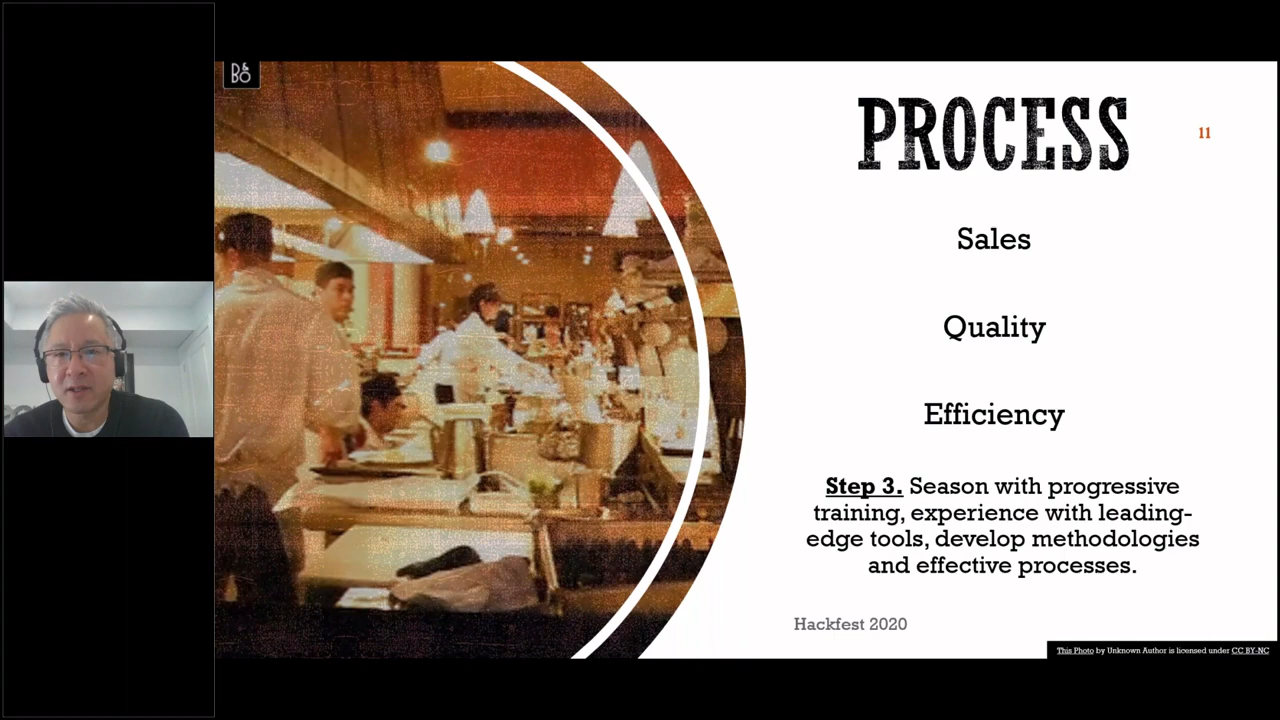 B&O
PROCESS
11
Sales
Quality
Efficiency
Step 3. Season with progressive
training, experience with leading-
edge tools, develop methodologies
and effective processes.
Hackfest 2020
This Photo by Unknown Author is licensed under CC BY-NC